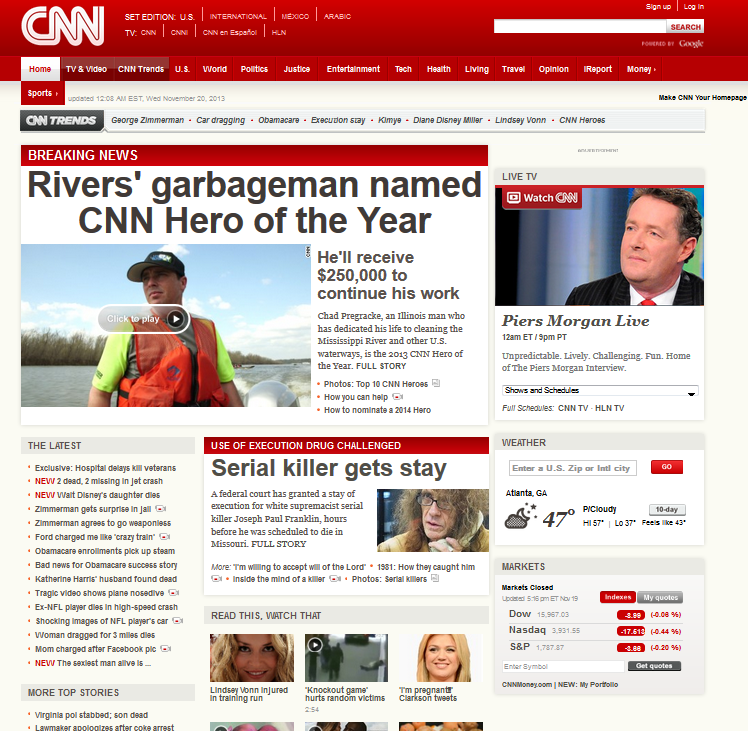 Sign up | Log In
CNN
SET EDITION: U.S. | INTERNATIONAL | MÉXICO | ARABIC
TV: CNN | CNNI | CNN en Español | HLN
SEARCH
POWERED BY Google
Home TV & Video CNN Trends U.S. World Politics Justice Entertainment Tech Health Living Travel Opinion iReport Money ›
Sports ›
updated 12:08 AM EST, Wed November 20, 2013
Make CNN Your Homepage
CNN TRENDS
George Zimmerman • Car dragging • Obamacare • Execution stay • Kimye • Diane Disney Miller • Lindsey Vonn • CNN Heroes
BREAKING NEWS
Rivers' garbageman named
CNN Hero of the Year
CNN
Click to play
He'll receive
$250,000 to
continue his work
Chad Pregracke, an Illinois man who
has dedicated his life to cleaning the
Mississippi River and other U.S.
waterways, is the 2013 CNN Hero of
the Year. FULL STORY
• Photos: Top 10 CNN Heroes
• How you can help
• How to nominate a 2014 Hero
ADVERTISEMENT
LIVE TV
Watch CNN
Piers Morgan Live
12am ET / 9pm PT
Unpredictable. Lively. Challenging. Fun. Home
of The Piers Morgan Interview.
Shows and Schedules
Full Schedules: CNN TV · HLN TV
THE LATEST
• Exclusive: Hospital delays kill veterans
• NEW 2 dead, 2 missing in jet crash
• NEW Walt Disney's daughter dies
• Zimmerman gets surprise in jail
• Zimmerman agrees to go weaponless
• Ford charged me like 'crazy train'
• Obamacare enrollments pick up steam
• Bad news for Obamacare success story
• Katherine Harris' husband found dead
• Tragic video shows plane nosedive
• Ex-NFL player dies in high-speed crash
• Shocking images of NFL player's car
• Woman dragged for 3 miles dies
• Mom charged after Facebook pic
• NEW The sexiest man alive is ...
MORE TOP STORIES
• Virginia pol stabbed; son dead
• Lawmaker apologizes after coke arrest
USE OF EXECUTION DRUG CHALLENGED
Serial killer gets stay
A federal court has granted a stay of
execution for white supremacist serial
killer Joseph Paul Franklin, hours
before he was scheduled to die in
Missouri. FULL STORY
More: 'I'm willing to accept will of the Lord' • 1981: How they caught him
• Inside the mind of a killer • Photos: Serial killers
READ THIS, WATCH THAT
Lindsey Vonn injured
in training run
'Knockout game'
hurts random victims
2:54
'I'm pregnant!'
Clarkson tweets
WEATHER
Enter a U.S. Zip or Intl city
GO
Atlanta, GA
47°
P/Cloudy
10-day
HI 57° | Lo 37° Feels like 43°
MARKETS
Markets Closed
Updated 5:16 pm ET Nov 19
Indexes My quotes
Dow 15,967.03 -8.99 (-0.06 %)
Nasdaq 3,931.55 -17.513 (-0.44 %)
S&P 1,787.87 -3.66 (-0.20 %)
Enter Symbol
Get quotes
CNNMoney.com | NEW: My Portfolio